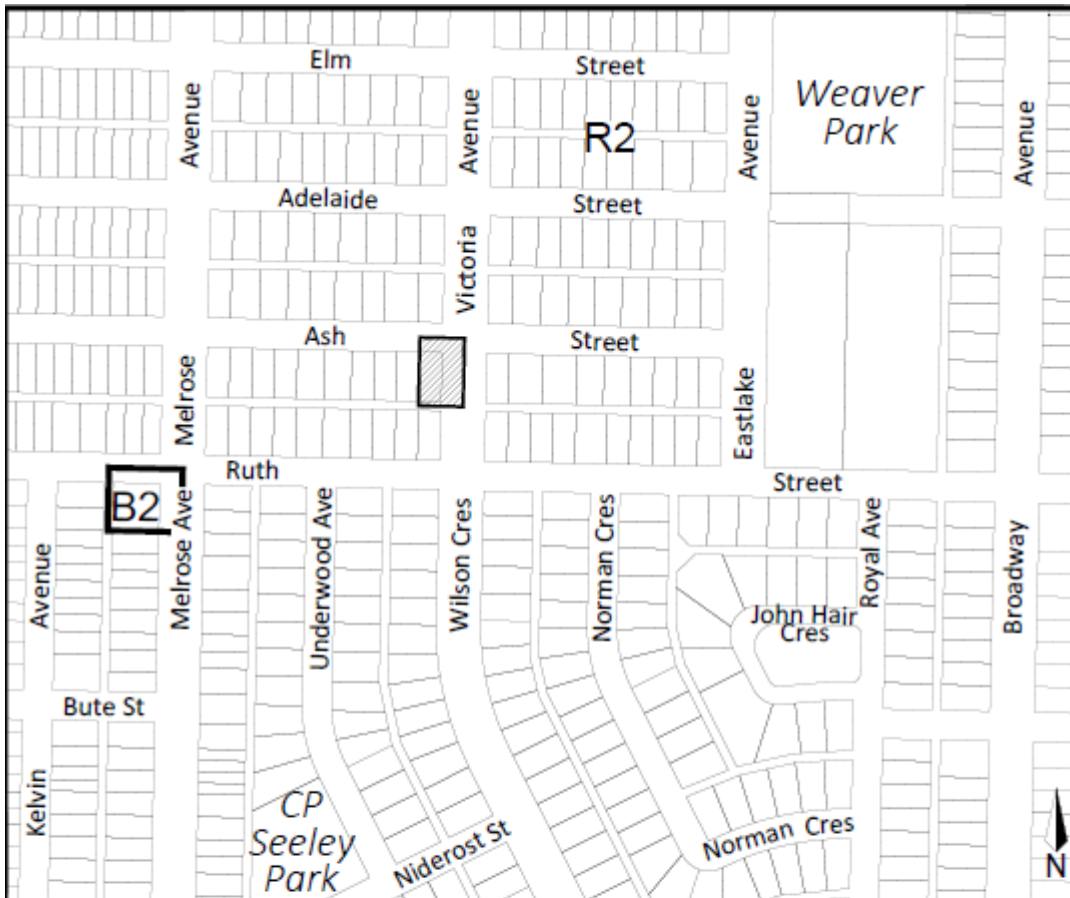 Elm
Street
Weaver
Park
Avenue
Avenue
R2
Avenue
Avenue
Adelaide
Street
Victoria
Ash
Street
Melrose
Eastlake
Ruth
Street
B2
Melrose Ave
Underwood Ave
Wilson Cres
Norman Cres
Royal Ave
Avenue
Broadway
John Hair
Cres
Bute St
Kelvin
CP
Seeley
Park
Niderost St
Norman Cres
N